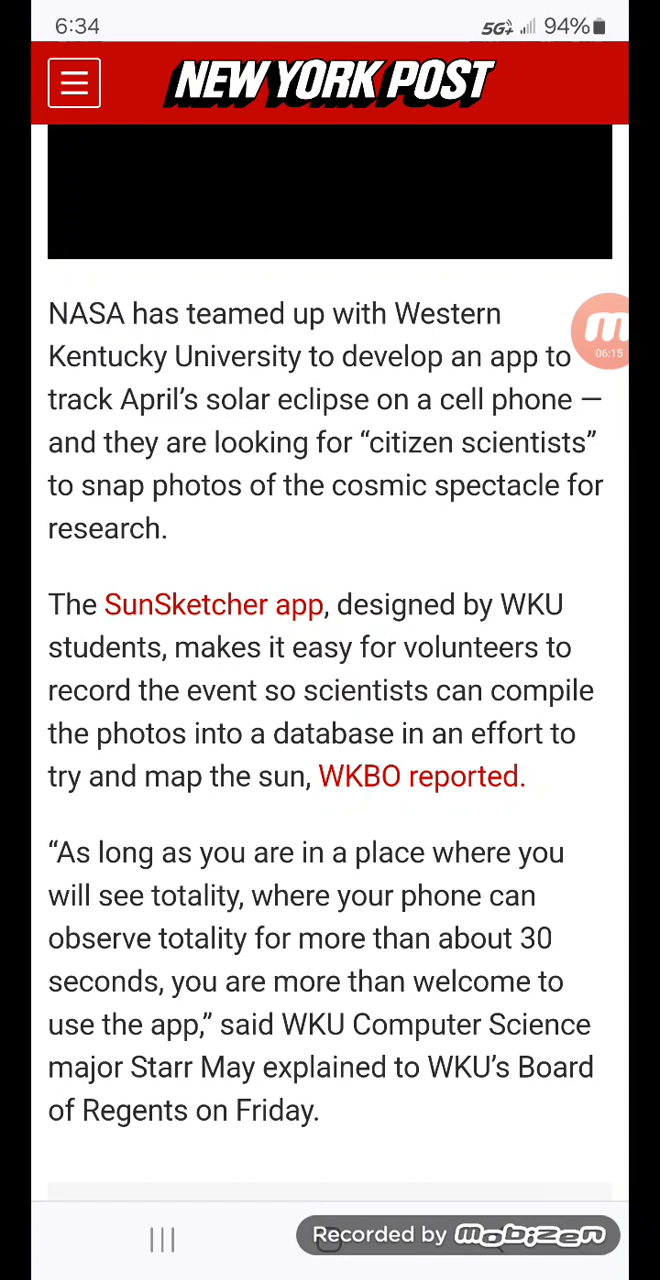 6:34 5G+ 94%
NEW YORK POST
NASA has teamed up with Western
Kentucky University to develop an app to
06:15
track April’s solar eclipse on a cell phone —
and they are looking for “citizen scientists”
to snap photos of the cosmic spectacle for
research.
The SunSketcher app, designed by WKU
students, makes it easy for volunteers to
record the event so scientists can compile
the photos into a database in an effort to
try and map the sun, WKBO reported.
“As long as you are in a place where you
will see totality, where your phone can
observe totality for more than about 30
seconds, you are more than welcome to
use the app,” said WKU Computer Science
major Starr May explained to WKU’s Board
of Regents on Friday.
Recorded by mobizen